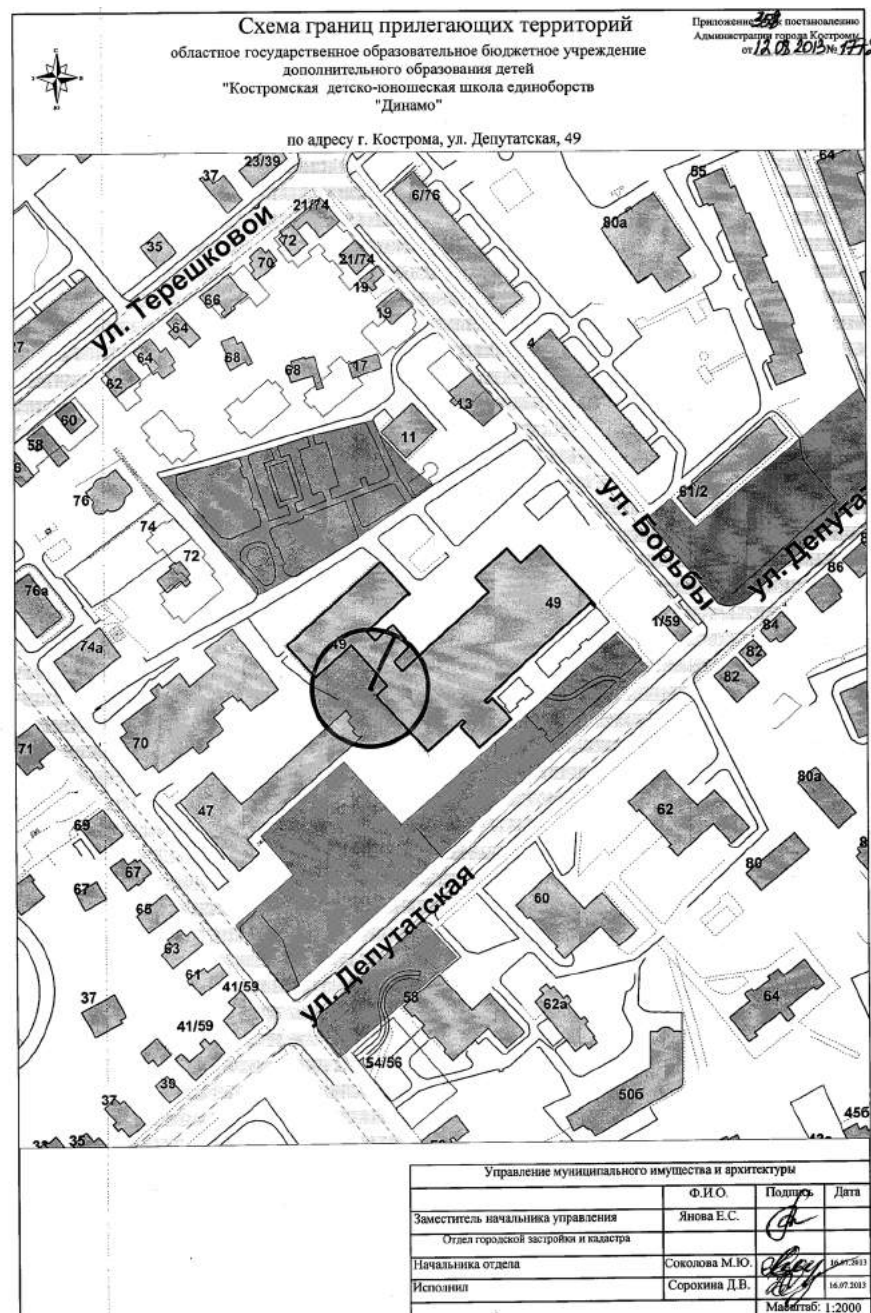 Схема границ прилегающих территорий
областное государственное образовательное бюджетное учреждение
дополнительного образования детей
"Костромская детско-юношеская школа единоборств
"Динамо"
по адресу г. Кострома, ул. Депутатская, 49
Приложение 358 к постановлению
Администрации города Костромы
от 12.08.2013 №
23/39
37
6/76
55
64
21/74
80а
35
72
ул. Терешковой
70
21/74
19
66
19
64
27
64
68
4
68
17
62
60
13
58
11
76
61/2
ул. Борьбы
74
ул. Депутат
72
76а
86
49
1/59
84
74а
49
82
82
70
71
80а
62
47
69
80
67
67
60
65
63
ул. Депутатская
61
41/59
58
62а
64
37
41/59
54/56
39
50б
37
45б
35
Управление муниципального имущества и архитектуры
Ф.И.О. Подпись Дата
Заместитель начальника управления Янова Е.С.
Отдел городской застройки и кадастра
Начальника отдела Соколова М.Ю. 16.07.2013
Исполнил Сорокина Д.В. 16.07.2013
Масштаб: 1:2000